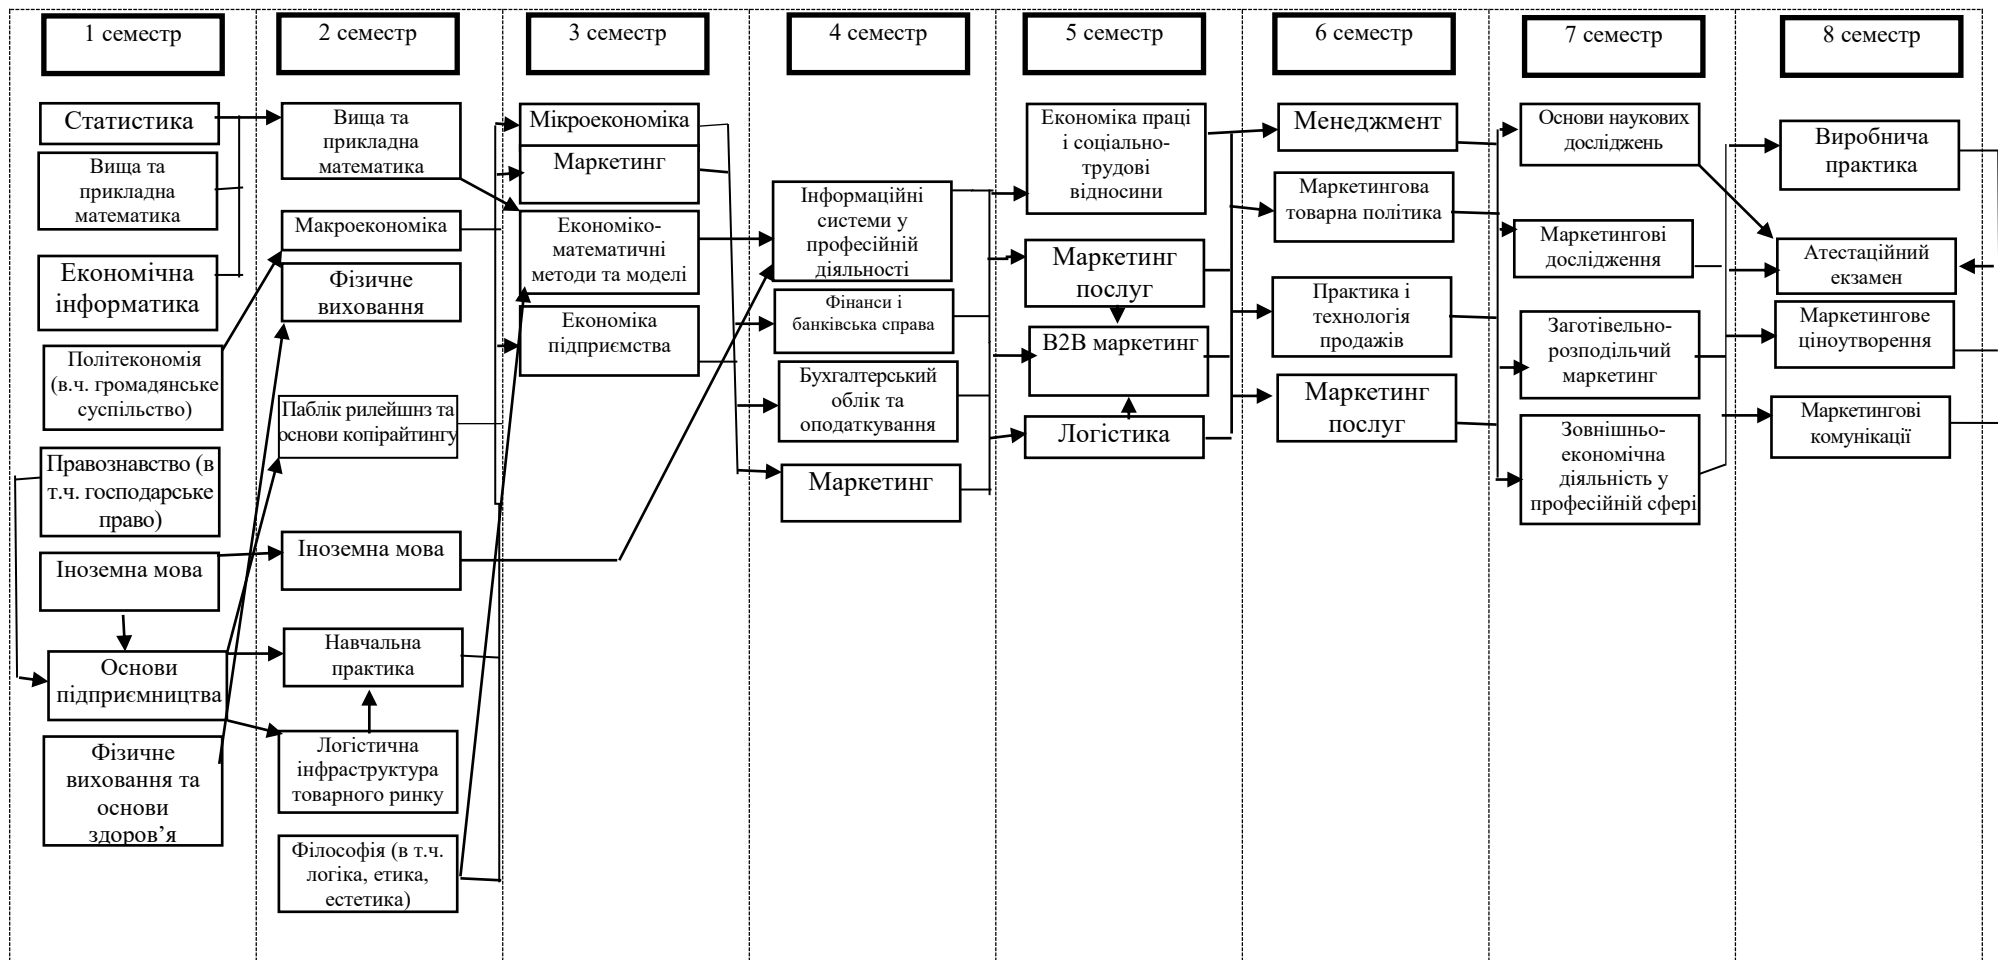 1 семестр
2 семестр
3 семестр
4 семестр
5 семестр
6 семестр
7 семестр
8 семестр
Статистика
Вища та
прикладна
математика
Економічна
інформатика
Політекономія
(в.ч. громадянське
суспільство)
Правознавство (в
т.ч. господарське
право)
Іноземна мова
Основи
підприємництва
Фізичне
виховання та
основи
здоров’я
Вища та
прикладна
математика
Макроекономіка
Фізичне
виховання
Паблік рилейшнз та
основи копірайтингу
Іноземна мова
Навчальна
практика
Логістична
інфраструктура
товарного ринку
Філософія (в т.ч.
логіка, етика,
естетика)
Мікроекономіка
Маркетинг
Економіко-
математичні
методи та моделі
Економіка
підприємства
Інформаційні
системи у
професійній
діяльності
Фінанси і
банківська справа
Бухгалтерський
облік та
оподаткування
Маркетинг
Економіка праці
і соціально-
трудові
відносини
Маркетинг
послуг
В2В маркетинг
Логістика
Менеджмент
Маркетингова
товарна політика
Практика і
технологія
продажів
Маркетинг
послуг
Основи наукових
досліджень
Маркетингові
дослідження
Заготівельно-
розподільчий
маркетинг
Зовнішньо-
економічна
діяльність у
професійній сфері
Виробнича
практика
Атестаційний
екзамен
Маркетингове
ціноутворення
Маркетингові
комунікації